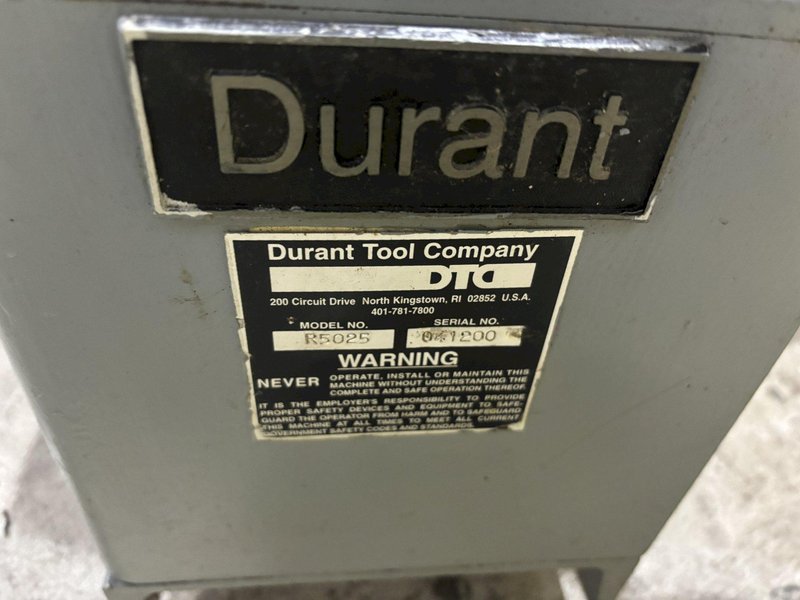 Durant
Durant Tool Company
DTC
200 Circuit Drive North Kingstown, RI 02852 U.S.A.
401-781-7800
MODEL NO. SERIAL NO.
R5025 041200
WARNING
NEVER OPERATE, INSTALL OR MAINTAIN THIS
MACHINE WITHOUT UNDERSTANDING THE
COMPLETE AND SAFE OPERATION THEREOF.
IT IS THE EMPLOYER'S RESPONSIBILITY TO PROVIDE
PROPER SAFETY DEVICES AND EQUIPMENT TO SAFE-
GUARD THE OPERATOR FROM HARM AND TO SAFEGUARD
THIS MACHINE AT ALL TIMES TO MEET ALL CURRENT
GOVERNMENT SAFETY CODES AND STANDARDS.